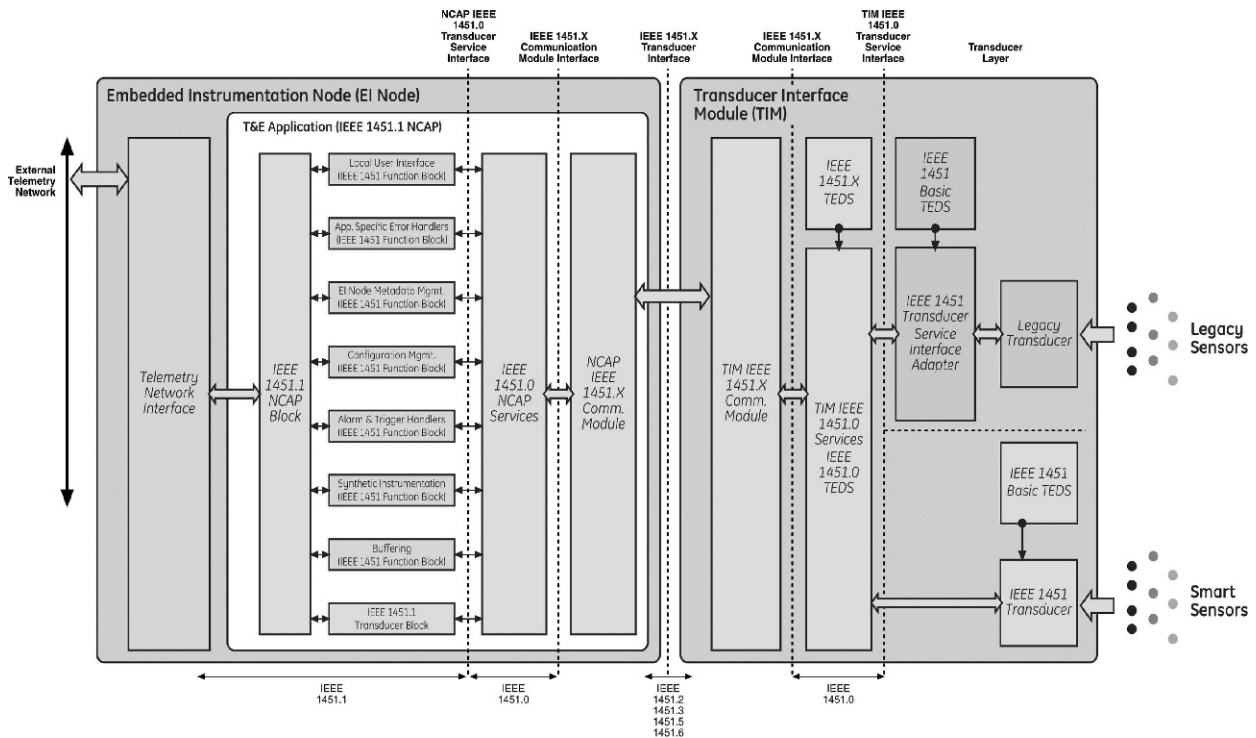 NCAP IEEE
1451.0
Transducer
Service
Interface
IEEE 1451.X
Communication
Module Interface
IEEE 1451.X
Transducer
Interface
IEEE 1451.X
Communication
Module Interface
TIM IEEE
1451.0
Transducer
Service
Interface
Transducer
Layer
Embedded Instrumentation Node (EI Node)
T&E Application (IEEE 1451.1 NCAP)
External
Telemetry
Network
Telemetry
Network
Interface
IEEE
1451.1
NCAP
Block
Local User Interface
(IEEE 1451 Function Block)
App. Specific Error Handlers
(IEEE 1451 Function Block)
EI Node Metadata Mgmt.
(IEEE 1451 Function Block)
Configuration Mgmt.
(IEEE 1451 Function Block)
Alarm & Trigger Handlers
(IEEE 1451 Function Block)
Synthetic Instrumentation
(IEEE 1451 Function Block)
Buffering
(IEEE 1451 Function Block)
IEEE 1451.1
Transducer Block
IEEE
1451.0
NCAP
Services
NCAP
IEEE
1451.X
Comm.
Module
Transducer Interface
Module (TIM)
TIM IEEE
1451.X
Comm.
Module
IEEE
1451.X
TEDS
TIM IEEE
1451.0
Services
IEEE
1451.0
TEDS
IEEE
1451
Basic
TEDS
IEEE 1451
Transducer
Service
Interface
Adapter
Legacy
Transducer
Legacy
Sensors
IEEE 1451
Basic TEDS
IEEE 1451
Transducer
Smart
Sensors
IEEE
1451.1
IEEE
1451.0
IEEE
1451.2
1451.3
1451.5
1451.6
IEEE
1451.0